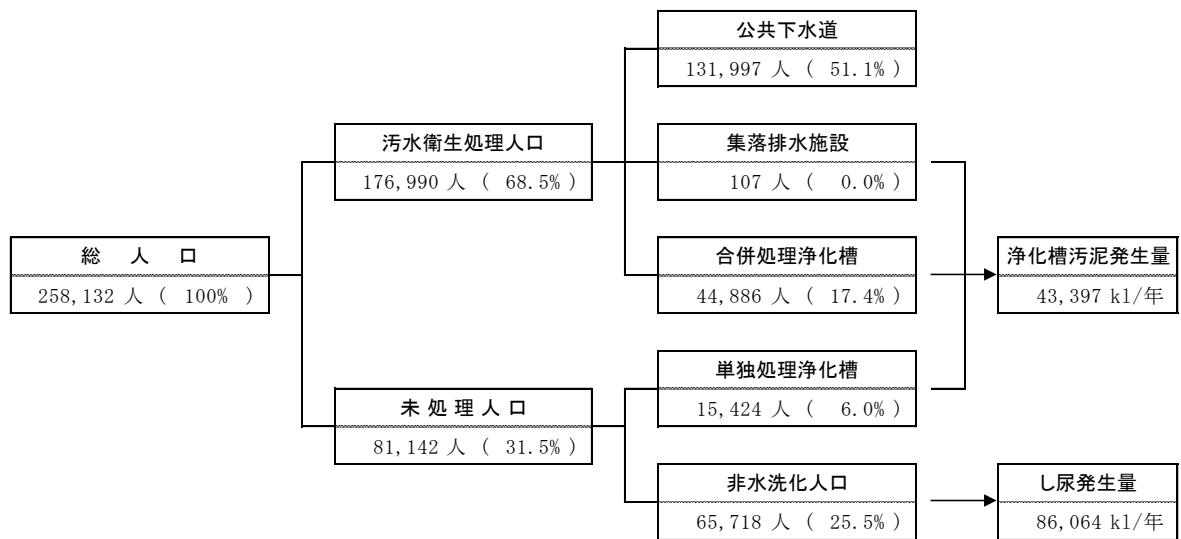 公共下水道
131,997 人 ( 51.1% )
汚水衛生処理人口
176,990 人 ( 68.5% )
集落排水施設
107 人 ( 0.0% )
総 人 口
258,132 人 ( 100% )
合併処理浄化槽
44,886 人 ( 17.4% )
浄化槽汚泥発生量
43,397 kl/年
未 処 理 人 口
81,142 人 ( 31.5% )
単独処理浄化槽
15,424 人 ( 6.0% )
非水洗化人口
65,718 人 ( 25.5% )
し尿発生量
86,064 kl/年